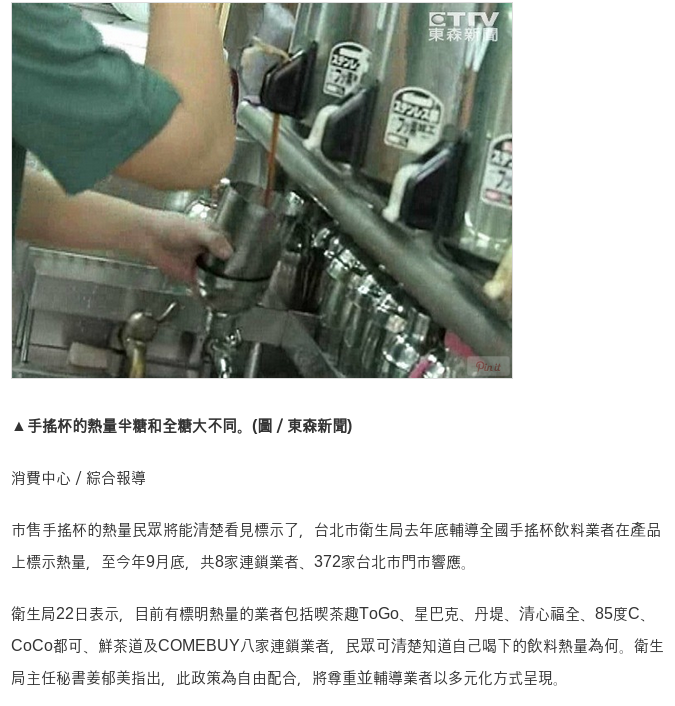 ETTV
東森新聞
ステンレス
ステンレス
Pin it
▲手搖杯的熱量半糖和全糖大不同。(圖 / 東森新聞)
消費中心 / 綜合報導
市售手搖杯的熱量民眾將能清楚看見標示了，台北市衛生局去年底輔導全國手搖杯飲料業者在產品
上標示熱量，至今年9月底，共8家連鎖業者、372家台北市門市響應。
衛生局22日表示，目前有標明熱量的業者包括喫茶趣ToGo、星巴克、丹堤、清心福全、85度C、
CoCo都可、鮮茶道及COMEBUY八家連鎖業者，民眾可清楚知道自己喝下的飲料熱量為何。衛生
局主任秘書姜郁美指出，此政策為自由配合，將尊重並輔導業者以多元化方式呈現。